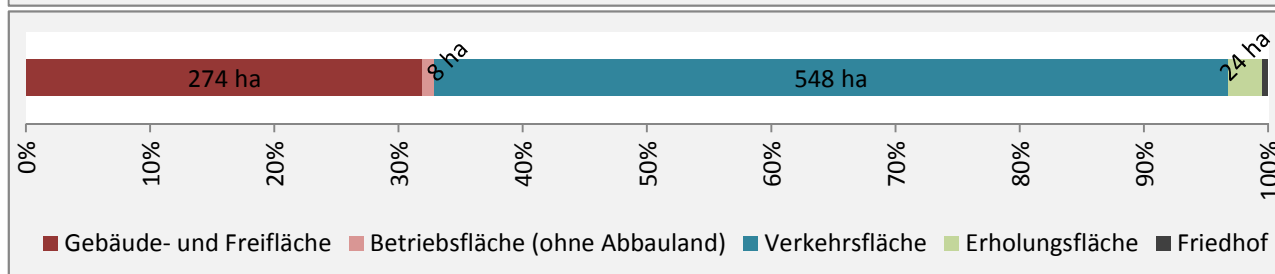 274 ha 8 ha 548 ha 24 ha
0% 10% 20% 30% 40% 50% 60% 70% 80% 90% 100%
Gebäude- und Freifläche Betriebsfläche (ohne Abbauland) Verkehrsfläche Erholungsfläche Friedhof